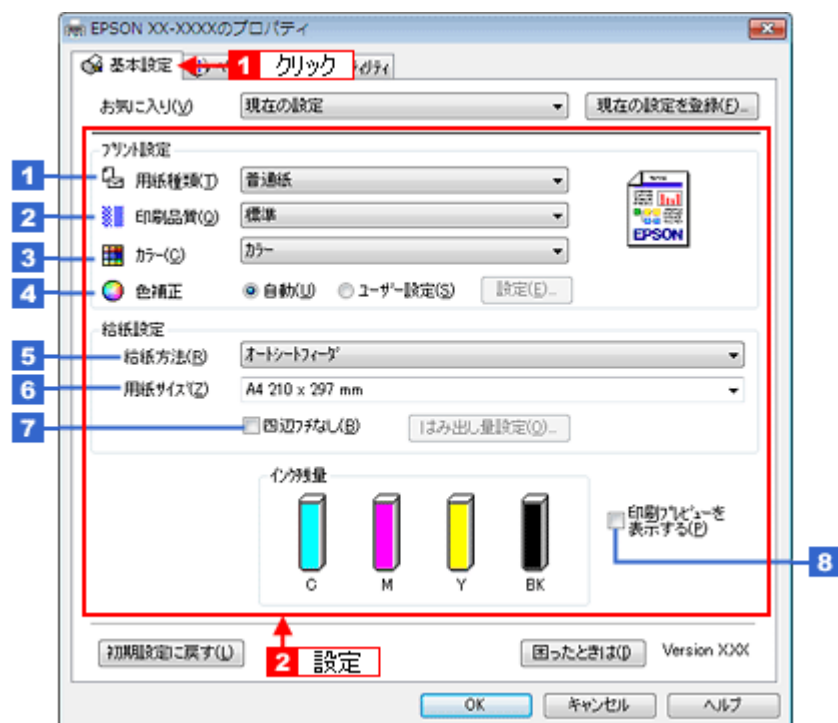 EPSON XX-XXXXのプロパティ
基本設定
1 クリック
お気に入り(V) 現在の設定 現在の設定を登録(F)...
プリント設定
1 用紙種類(T) 普通紙
2 印刷品質(Q) 標準
EPSON
3 カラー(C) カラー
4 色補正 自動(U) ユーザー設定(S) 設定(E)...
給紙設定
5 給紙方法(R) オートシートフィーダ
6 用紙サイズ(Z) A4 210 x 297 mm
7 四辺フチなし(B) はみ出し量設定(O)...
インク残量
C M Y BK
印刷プレビューを
表示する(P)
8
初期設定に戻す(L) 2 設定 困ったときは(I) Version XXX
OK キャンセル ヘルプ